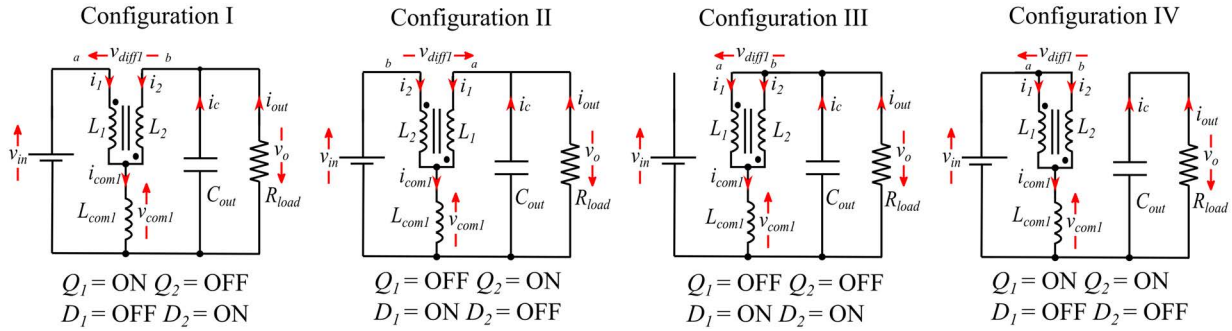 Configuration I
a v_diff1 b
i_1 i_2 i_c i_out
v_in L_1 L_2 v_o
i_com1
L_com1 v_com1 C_out R_load
Q_1 = ON Q_2 = OFF
D_1 = OFF D_2 = ON
Configuration II
b v_diff1 a
i_2 i_1 i_c i_out
v_in L_2 L_1 v_o
i_com1
L_com1 v_com1 C_out R_load
Q_1 = OFF Q_2 = ON
D_1 = ON D_2 = OFF
Configuration III
v_diff1
a b
i_1 i_2 i_c i_out
v_in L_1 L_2 v_o
i_com1
L_com1 v_com1 C_out R_load
Q_1 = OFF Q_2 = OFF
D_1 = ON D_2 = ON
Configuration IV
v_diff1
a b
i_1 i_2 i_c i_out
v_in L_1 L_2 v_o
i_com1
L_com1 v_com1 C_out R_load
Q_1 = ON Q_2 = ON
D_1 = OFF D_2 = OFF